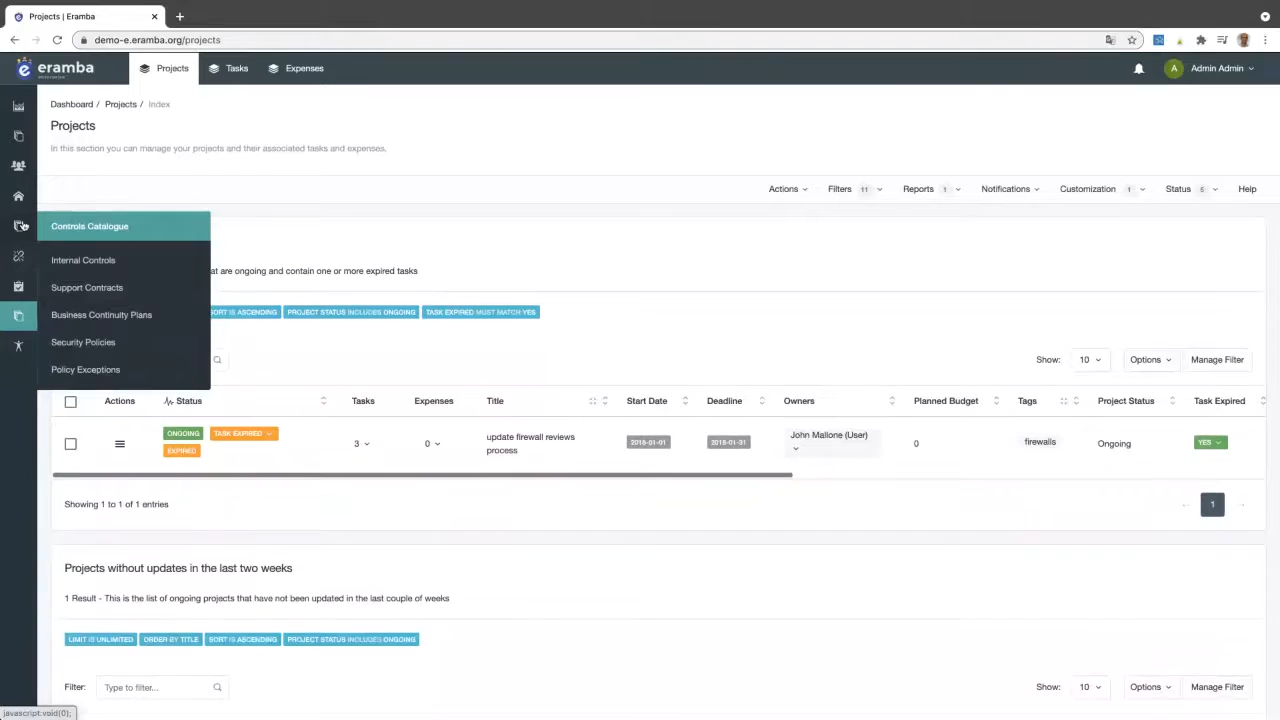 Projects | Eramba
demo-e.eramba.org/projects
eramba
Projects Tasks Expenses
A Admin Admin
Dashboard / Projects / Index
Projects
In this section you can manage your projects and their associated tasks and expenses.
Actions Filters 11 Reports 1 Notifications Customization 1 Status 5 Help
Controls Catalogue
Internal Controls
at are ongoing and contain one or more expired tasks
Support Contracts
Business Continuity Plans
SORT IS ASCENDING PROJECT STATUS INCLUDES ONGOING TASK EXPIRED MUST MATCH YES
Security Policies
Policy Exceptions
Show: 10 Options Manage Filter
Actions Status Tasks Expenses Title Start Date Deadline Owners Planned Budget Tags Project Status Task Expired
ONGOING TASK EXPIRED
EXPIRED
3 0 update firewall reviews
process
2018-01-01 2018-01-31 John Mallone (User) 0 firewalls Ongoing YES
Showing 1 to 1 of 1 entries
1
Projects without updates in the last two weeks
1 Result - This is the list of ongoing projects that have not been updated in the last couple of weeks
LIMIT IS UNLIMITED ORDER BY TITLE SORT IS ASCENDING PROJECT STATUS INCLUDES ONGOING
Filter: Type to filter... Show: 10 Options Manage Filter
javascript:void(0);